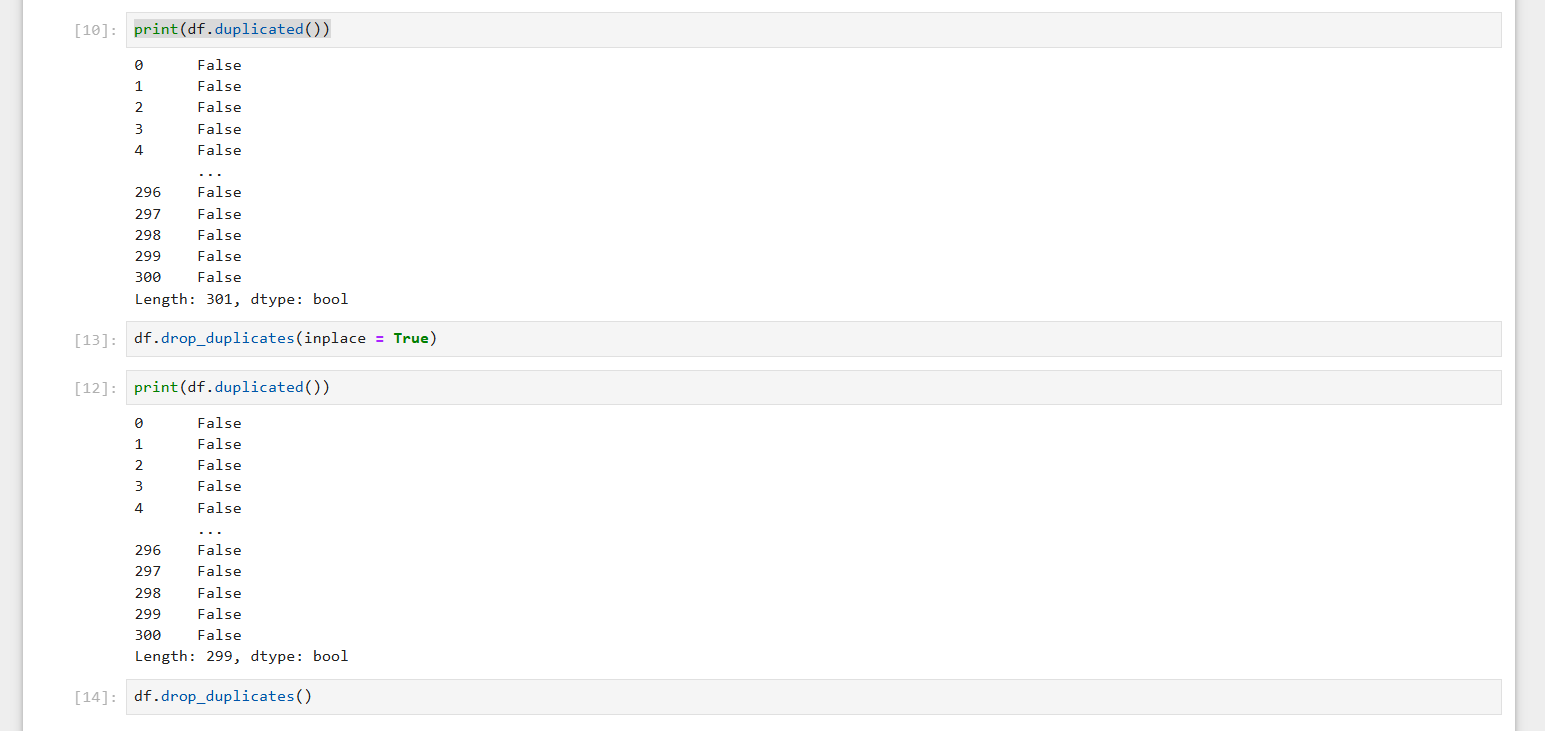 [10]: print(df.duplicated())
0      False
1      False
2      False
3      False
4      False
       ...
296    False
297    False
298    False
299    False
300    False
Length: 301, dtype: bool
[13]: df.drop_duplicates(inplace = True)
[12]: print(df.duplicated())
0      False
1      False
2      False
3      False
4      False
       ...
296    False
297    False
298    False
299    False
300    False
Length: 299, dtype: bool
[14]: df.drop_duplicates()